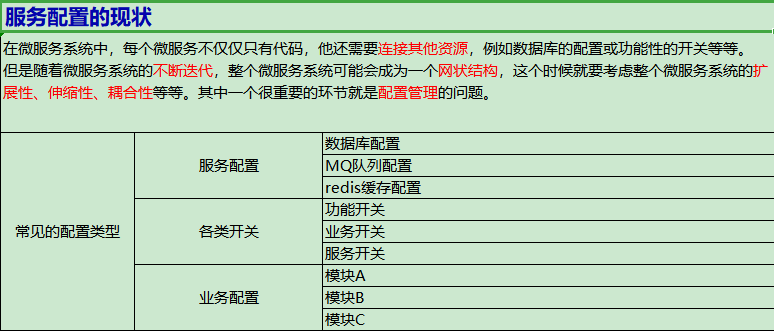 服务配置的现状
在微服务系统中，每个微服务不仅仅只有代码，他还需要连接其他资源，例如数据库的配置或功能性的开关等等。
但是随着微服务系统的不断迭代，整个微服务系统可能会成为一个网状结构，这个时候就要考虑整个微服务系统的扩
展性、伸缩性、耦合性等等。其中一个很重要的环节就是配置管理的问题。
常见的配置类型
服务配置
数据库配置
MQ队列配置
redis缓存配置
各类开关
功能开关
业务开关
服务开关
业务配置
模块A
模块B
模块C